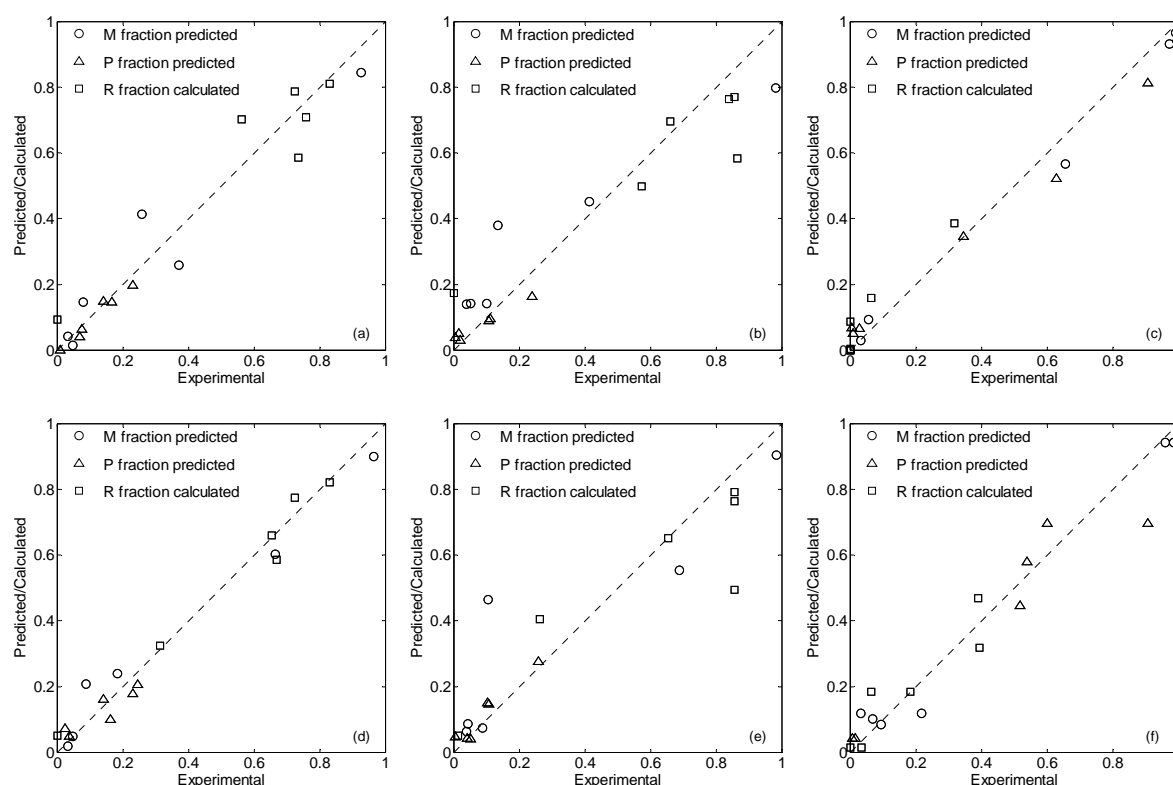 1
M fraction predicted
0.8
P fraction predicted
R fraction calculated
0.6
0.4
0.2
0
(a)
0 0.2 0.4 0.6 0.8 1
Experimental
Predicted/Calculated
1
M fraction predicted
0.8
P fraction predicted
R fraction calculated
0.6
0.4
0.2
0
(b)
0 0.2 0.4 0.6 0.8 1
Experimental
Predicted/Calculated
1
M fraction predicted
0.8
P fraction predicted
R fraction calculated
0.6
0.4
0.2
0
(c)
0 0.2 0.4 0.6 0.8
Experimental
Predicted/Calculated
1
M fraction predicted
0.8
P fraction predicted
R fraction calculated
0.6
0.4
0.2
0
(d)
0 0.2 0.4 0.6 0.8 1
Experimental
Predicted/Calculated
1
M fraction predicted
0.8
P fraction predicted
R fraction calculated
0.6
0.4
0.2
0
(e)
0 0.2 0.4 0.6 0.8 1
Experimental
Predicted/Calculated
1
M fraction predicted
0.8
P fraction predicted
R fraction calculated
0.6
0.4
0.2
0
(f)
0 0.2 0.4 0.6 0.8
Experimental
Predicted/Calculated